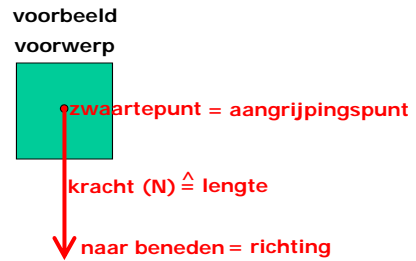 voorbeeld
voorwerp
zwaartepunt = aangrijpingspunt
kracht (N) ≙ lengte
naar beneden = richting